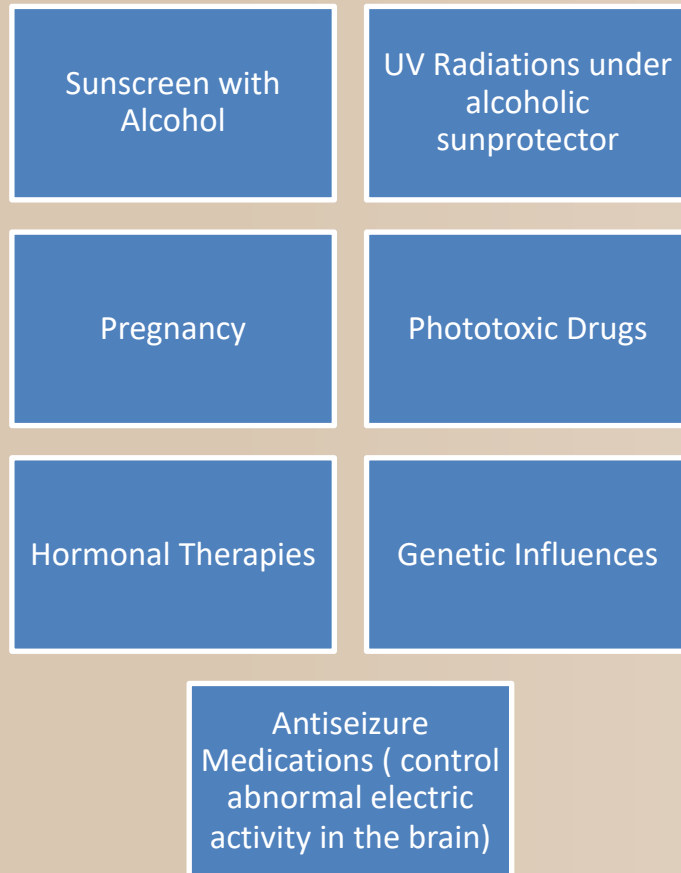 Sunscreen with
Alcohol
UV Radiations under
alcoholic
sunprotector
Pregnancy
Phototoxic Drugs
Hormonal Therapies
Genetic Influences
Antiseizure
Medications ( control
abnormal electric
activity in the brain)